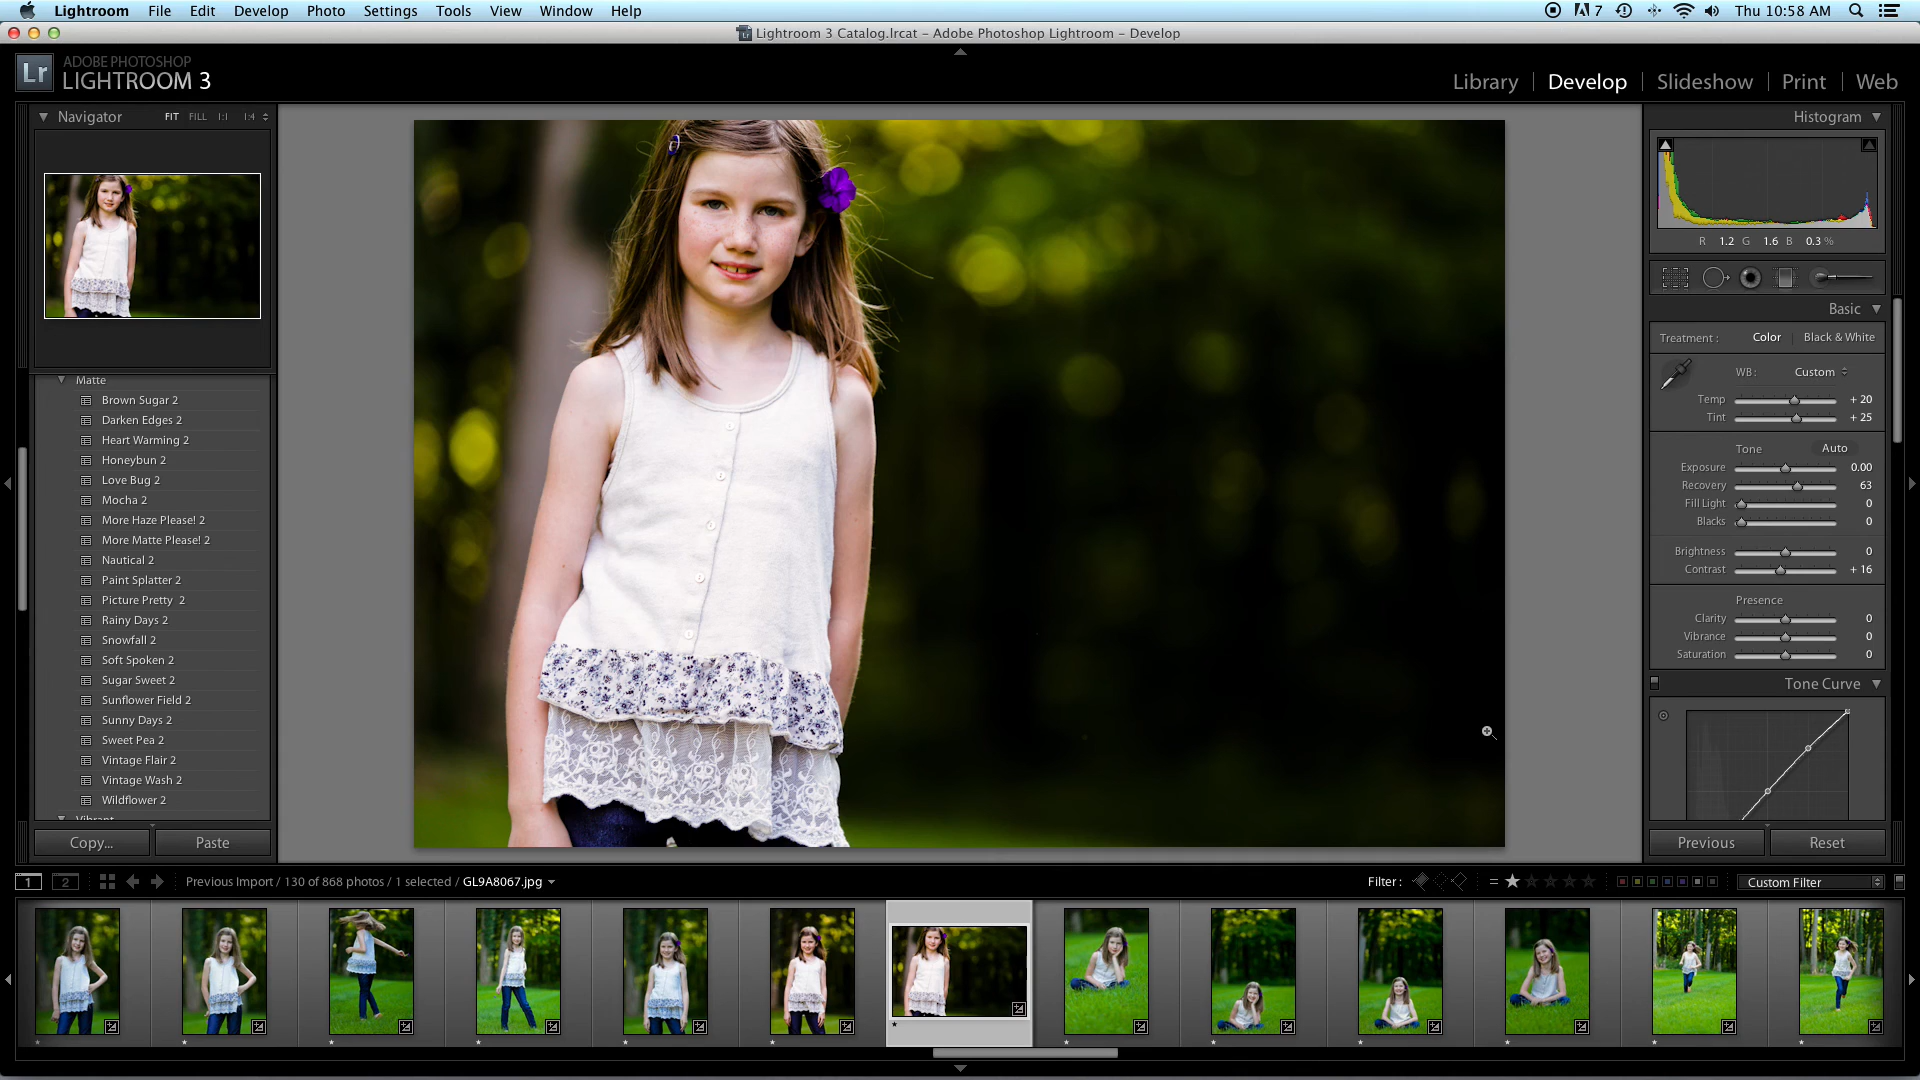 Lightroom File Edit Develop Photo Settings Tools View Window Help 7 Thu 10:58 AM
Lightroom 3 Catalog.lrcat – Adobe Photoshop Lightroom – Develop
Lr ADOBE PHOTOSHOP
LIGHTROOM 3
Library Develop Slideshow Print Web
Navigator FIT FILL 1:1 1:4
Matte
Brown Sugar 2
Darken Edges 2
Heart Warming 2
Honeybun 2
Love Bug 2
Mocha 2
More Haze Please! 2
More Matte Please! 2
Nautical 2
Paint Splatter 2
Picture Pretty 2
Rainy Days 2
Snowfall 2
Soft Spoken 2
Sugar Sweet 2
Sunflower Field 2
Sunny Days 2
Sweet Pea 2
Vintage Flair 2
Vintage Wash 2
Wildflower 2
Vibrant
Copy... Paste
Histogram
R 1.2 G 1.6 B 0.3 %
Basic
Treatment : Color Black & White
WB: Custom
Temp + 20
Tint + 25
Tone Auto
Exposure 0.00
Recovery 63
Fill Light 0
Blacks 0
Brightness 0
Contrast + 16
Presence
Clarity 0
Vibrance 0
Saturation 0
Tone Curve
Previous Reset
1 2 Previous Import / 130 of 868 photos / 1 selected / GL9A8067.jpg Filter : Custom Filter